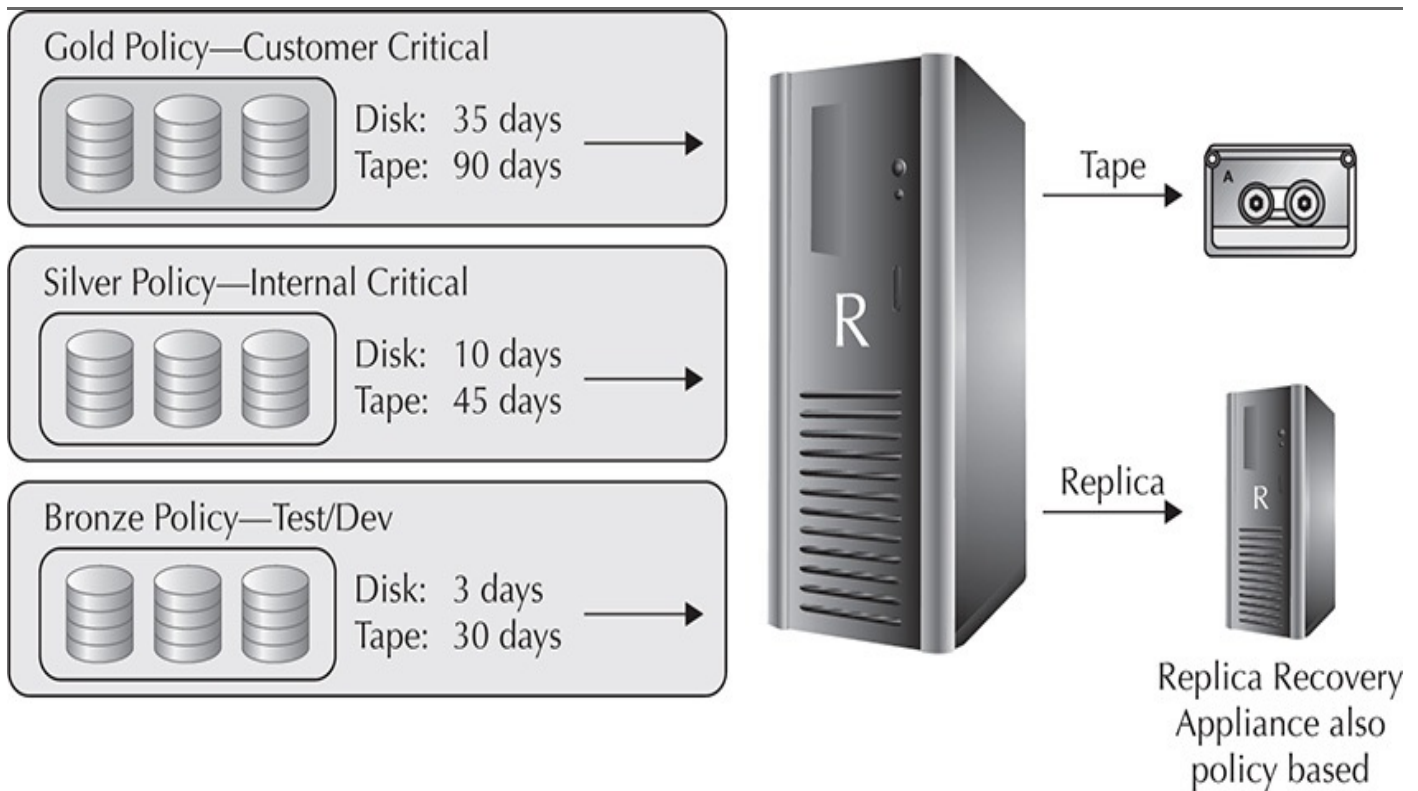 Gold Policy—Customer Critical
Disk: 35 days
Tape: 90 days
Silver Policy—Internal Critical
Disk: 10 days
Tape: 45 days
Bronze Policy—Test/Dev
Disk: 3 days
Tape: 30 days
R
Tape
A
Replica
R
Replica Recovery
Appliance also
policy based